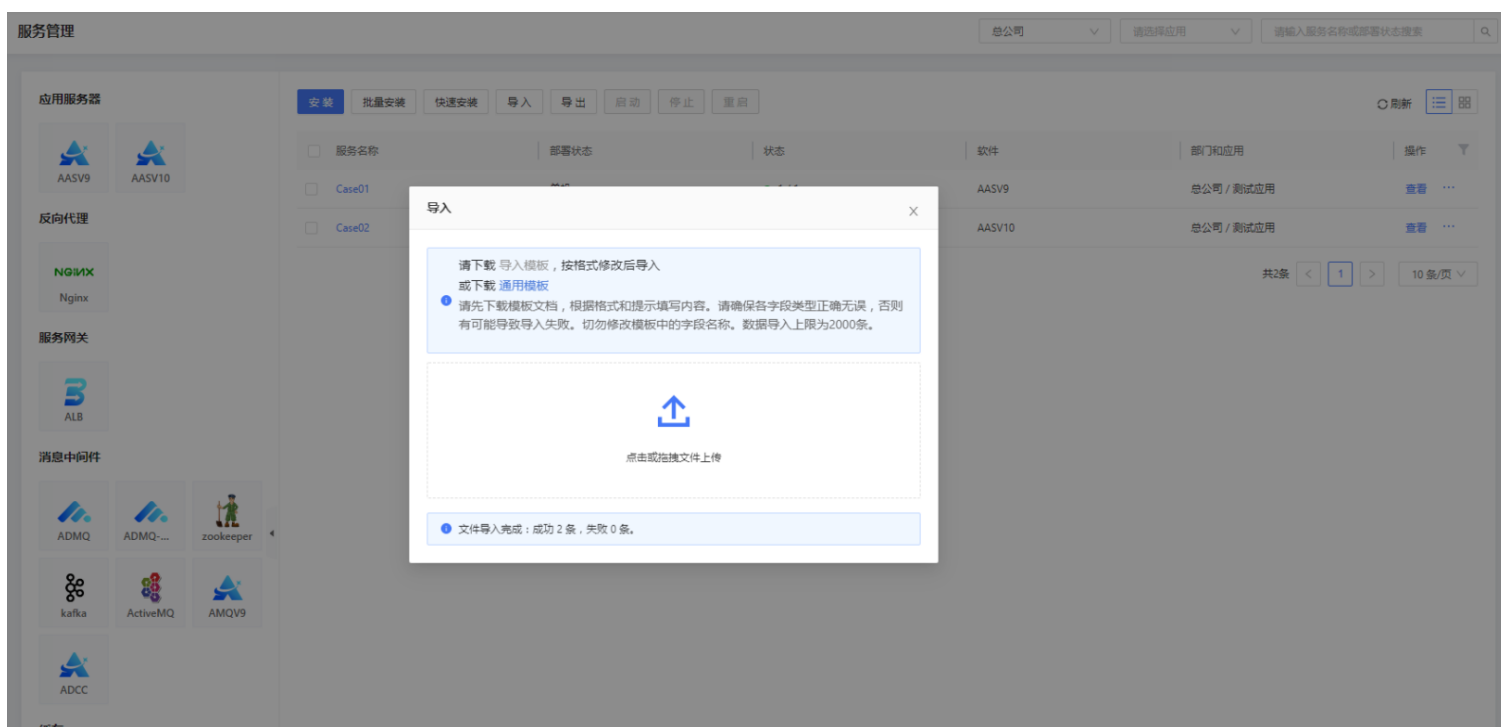 服务管理
总公司
请选择应用
请输入服务名称或部署状态搜索
应用服务器
AASV9
AASV10
反向代理
NGINX
Nginx
服务网关
ALB
消息中间件
ADMQ
ADMQ-...
zookeeper
kafka
ActiveMQ
AMQV9
ADCC
安装
批量安装
快速安装
导入
导出
启动
停止
重启
刷新
服务名称
部署状态
状态
软件
部门和应用
操作
Case01
AASV9
总公司 / 测试应用
查看 ···
Case02
AASV10
总公司 / 测试应用
查看 ···
共2条
1
10 条/页
导入
请下载 导入模板，按格式修改后导入
或下载 通用模板
请先下载模板文档，根据格式和提示填写内容。请确保各字段类型正确无误，否则
有可能导致导入失败。切勿修改模板中的字段名称。数据导入上限为2000条。
点击或拖拽文件上传
文件导入完成：成功 2 条，失败 0 条。